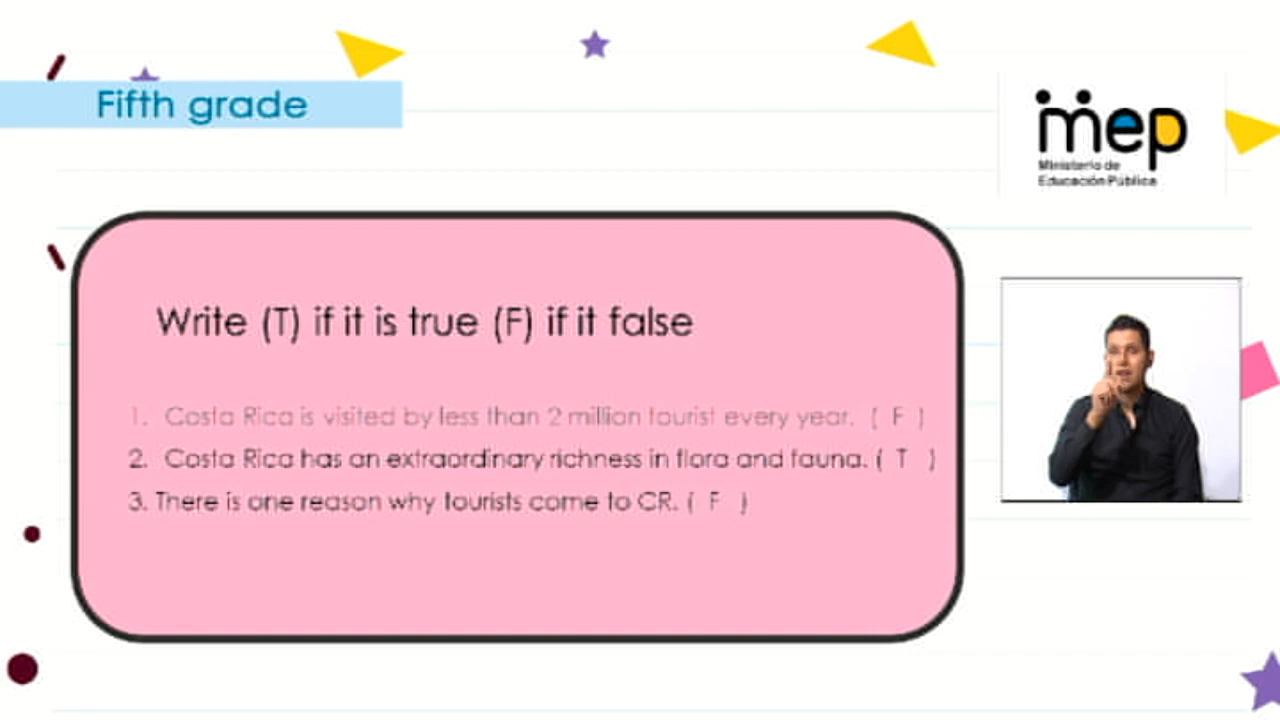 Fifth grade
mep
Ministerio de
Educación Pública
Write (T) if it is true (F) if it false
1. Costa Rica is visited by less than 2 million tourist every year. ( F )
2. Costa Rica has an extraordinary richness in flora and fauna. ( T )
3. There is one reason why tourists come to CR. ( F )